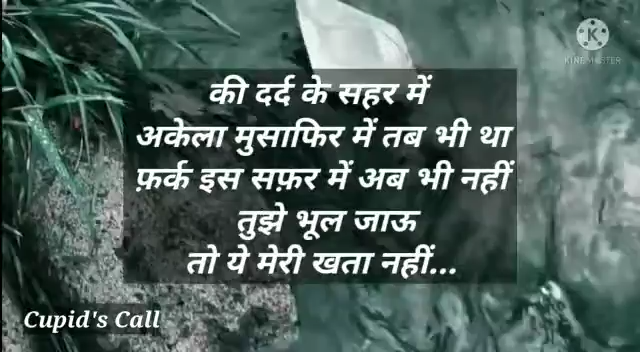 KINEMASTER
की दर्द के सहर में
अकेला मुसाफिर में तब भी था
फ़र्क इस सफ़र में अब भी नहीं
तुझे भूल जाऊ
तो ये मेरी खता नहीं...
Cupid's Call